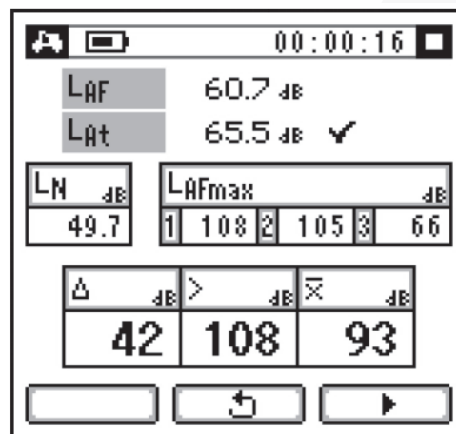 00:00:16
LAF 60.7 dB
LAt 65.5 dB ✔
LN dB LAFmax dB
49.7 1 108 2 105 3 66
Δ dB > dB x̅ dB
42 108 93